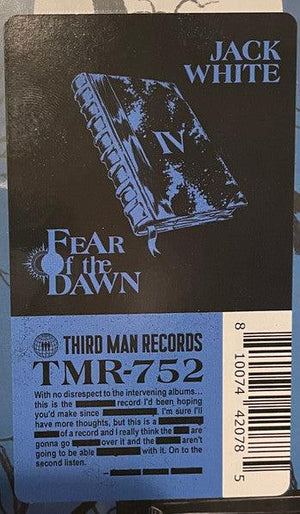 JACK
WHITE
IV
FEAR
of the
DAWN
THIRD MAN RECORDS
TMR-752
With no disrespect to the intervening albums...
this is the record I'd been hoping
you'd make since . I'm sure I'll
have more thoughts, but this is a
of a record and I really think the are
gonna go over it and the aren't
going to be able with it. On to the
second listen.
8 10074 42078 5